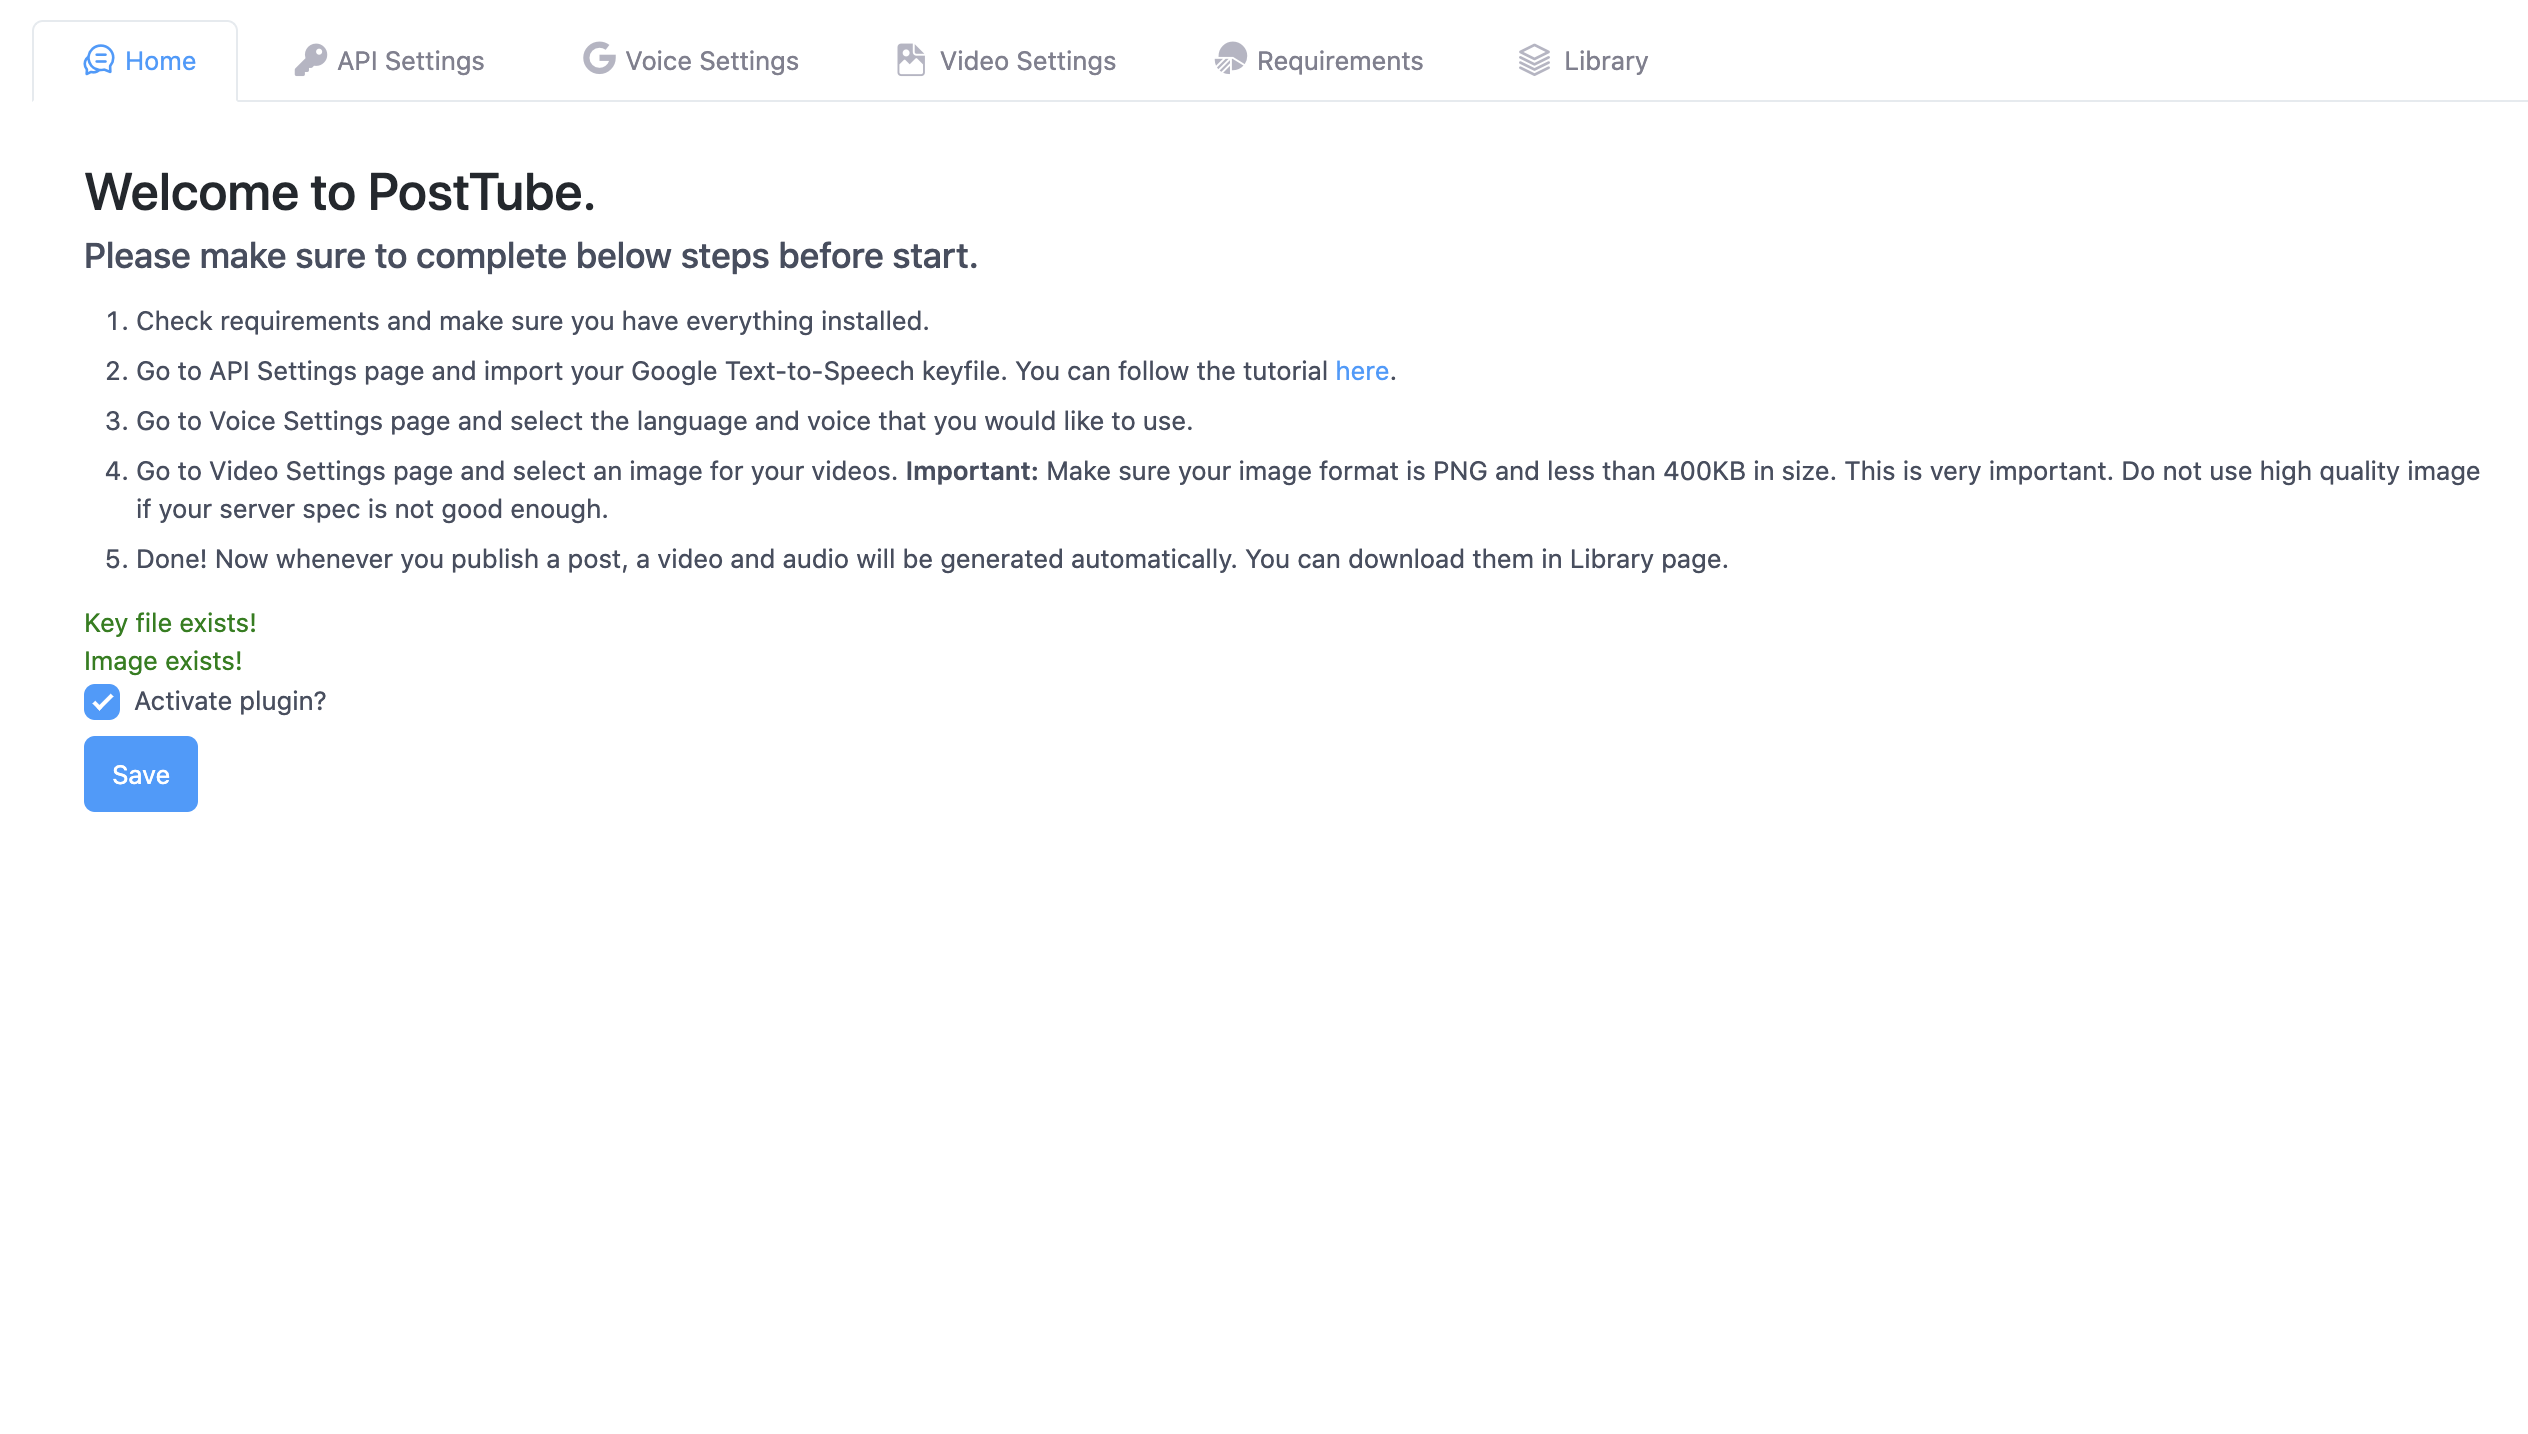 Home API Settings Voice Settings Video Settings Requirements Library
Welcome to PostTube.
Please make sure to complete below steps before start.
1. Check requirements and make sure you have everything installed.
2. Go to API Settings page and import your Google Text-to-Speech keyfile. You can follow the tutorial here.
3. Go to Voice Settings page and select the language and voice that you would like to use.
4. Go to Video Settings page and select an image for your videos. Important: Make sure your image format is PNG and less than 400KB in size. This is very important. Do not use high quality image
if your server spec is not good enough.
5. Done! Now whenever you publish a post, a video and audio will be generated automatically. You can download them in Library page.
Key file exists!
Image exists!
Activate plugin?
Save